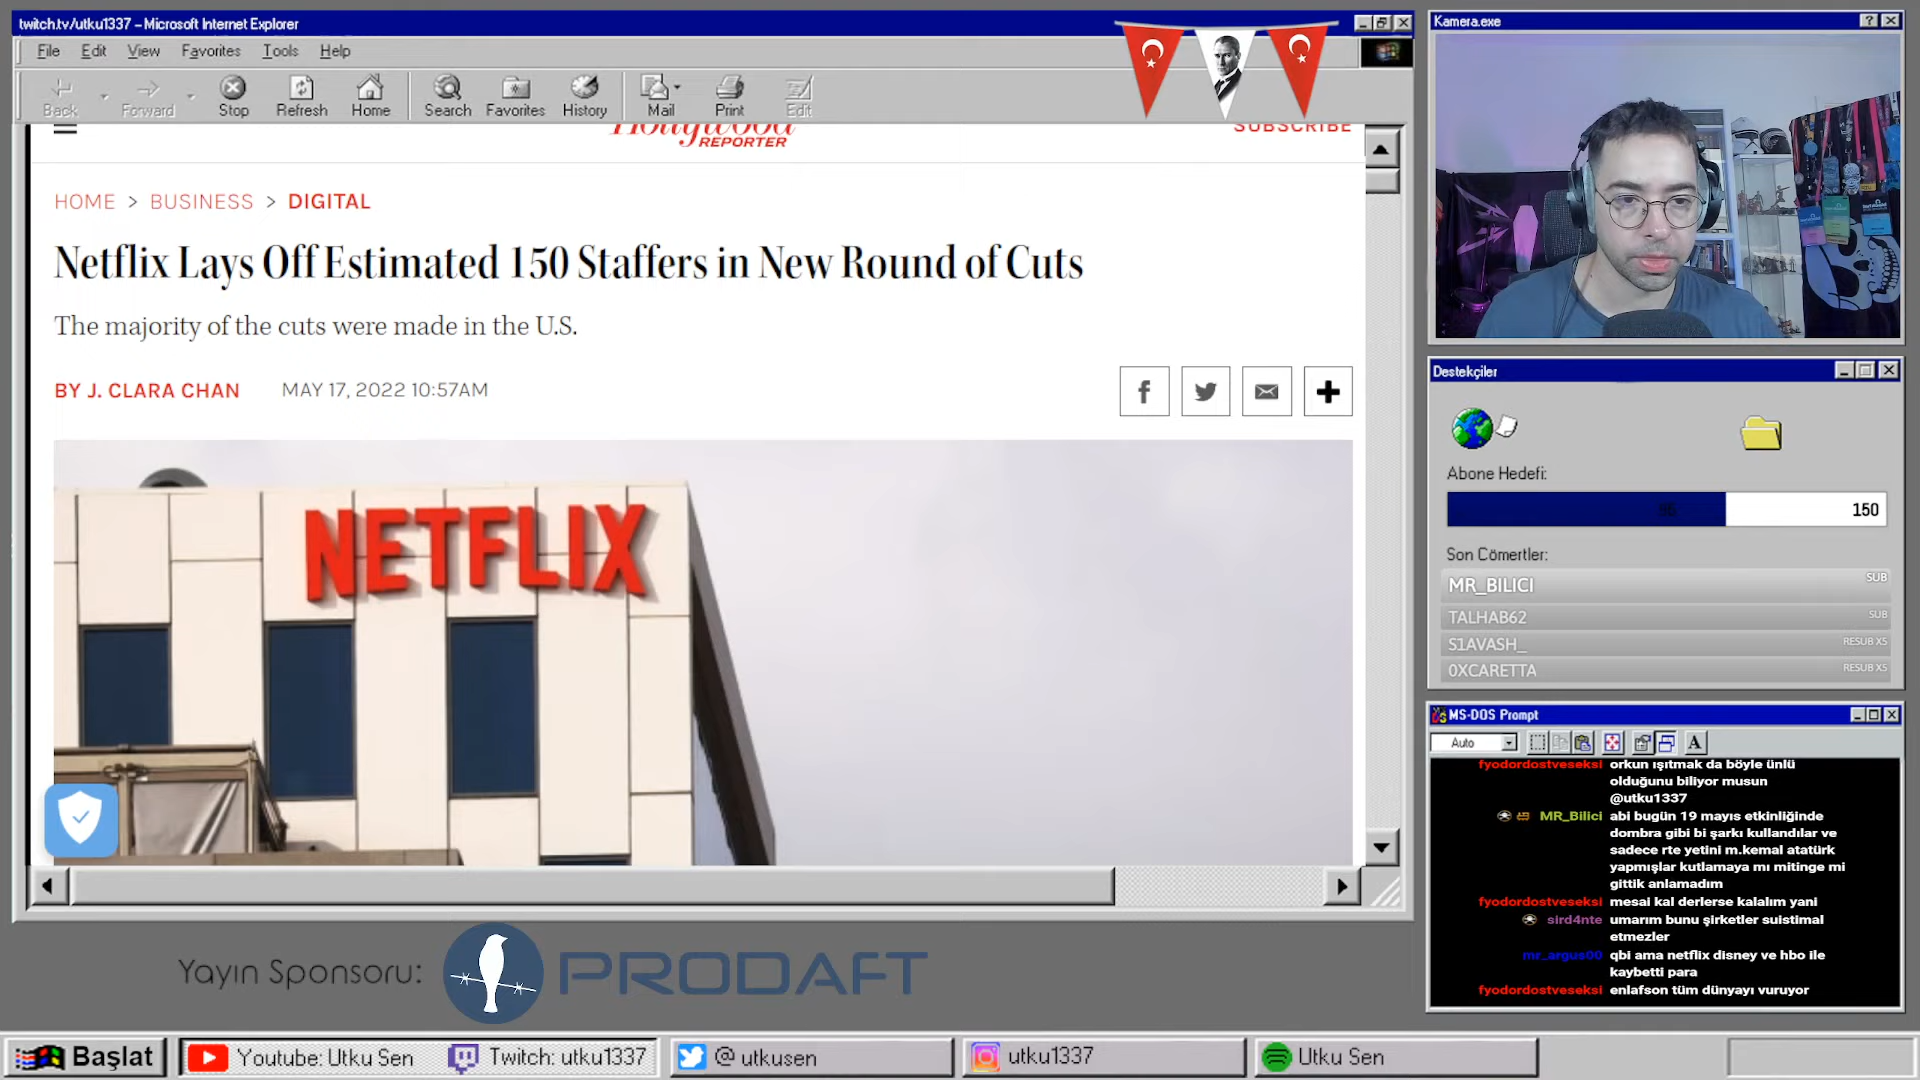 twitch.tv/utku1337 – Microsoft Internet Explorer
File Edit View Favorites Tools Help
Back Forward Stop Refresh Home Search Favorites History Mail Print Edit
Hollywood
REPORTER
SUBSCRIBE
HOME > BUSINESS > DIGITAL
Netflix Lays Off Estimated 150 Staffers in New Round of Cuts
The majority of the cuts were made in the U.S.
BY J. CLARA CHAN MAY 17, 2022 10:57AM
NETFLIX
Yayın Sponsoru: PRODAFT
Kamera.exe
Destekçiler
Abone Hedefi:
95 150
Son Cömertler:
MR_BILICI SUB
TALHAB62 SUB
S1AVASH_ RESUB X5
0XCARETTA RESUB X5
MS-DOS Prompt
Auto
A
fyodordostveseksi orkun ışıtmak da böyle ünlü
olduğunu biliyor musun
@utku1337
MR_Bilici abi bugün 19 mayıs etkinliğinde
dombra gibi bi şarkı kullandılar ve
sadece rte yetini m.kemal atatürk
yapmışlar kutlamaya mı mitinge mi
gittik anlamadım
fyodordostveseksi mesai kal derlerse kalalım yani
sird4nte umarım bunu şirketler suistimal
etmezler
mr_argus00 qbi ama netflix disney ve hbo ile
kaybetti para
fyodordostveseksi enlafson tüm dünyayı vuruyor
Başlat Youtube: Utku Sen Twitch: utku1337 @utkusen utku1337 Utku Sen